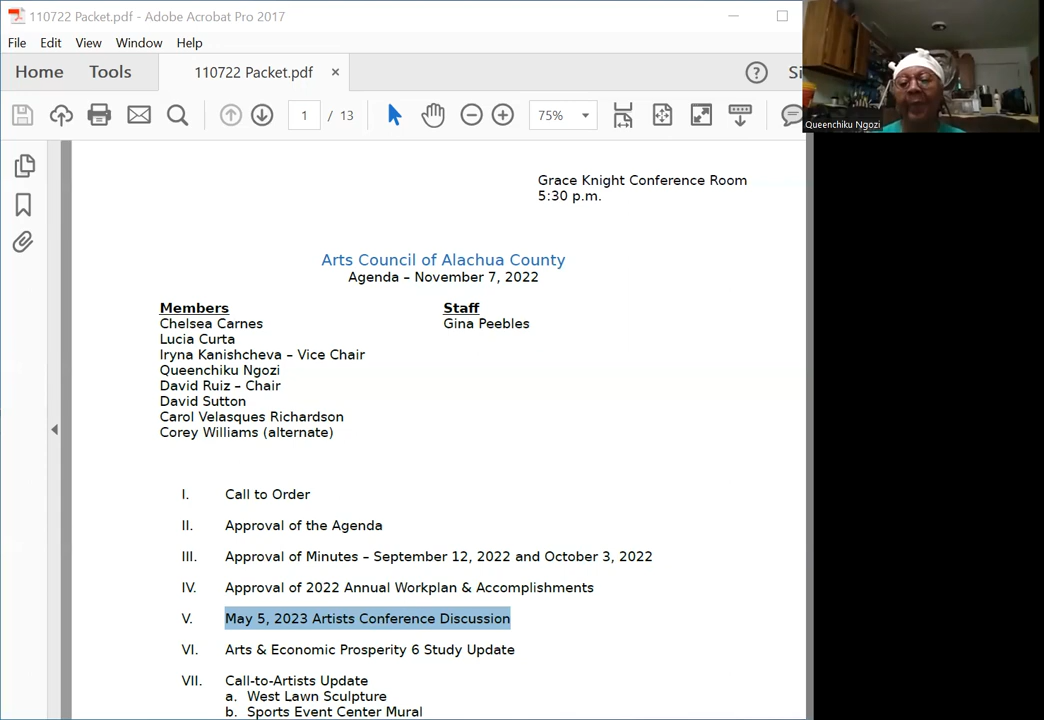 110722 Packet.pdf - Adobe Acrobat Pro 2017
File Edit View Window Help
Home Tools 110722 Packet.pdf × ? Si
1 / 13 75%
Queenchiku Ngozi
Grace Knight Conference Room
5:30 p.m.
Arts Council of Alachua County
Agenda – November 7, 2022
Members Staff
Chelsea Carnes Gina Peebles
Lucia Curta
Iryna Kanishcheva – Vice Chair
Queenchiku Ngozi
David Ruiz – Chair
David Sutton
Carol Velasques Richardson
Corey Williams (alternate)
I. Call to Order
II. Approval of the Agenda
III. Approval of Minutes – September 12, 2022 and October 3, 2022
IV. Approval of 2022 Annual Workplan & Accomplishments
V. May 5, 2023 Artists Conference Discussion
VI. Arts & Economic Prosperity 6 Study Update
VII. Call-to-Artists Update
a. West Lawn Sculpture
b. Sports Event Center Mural